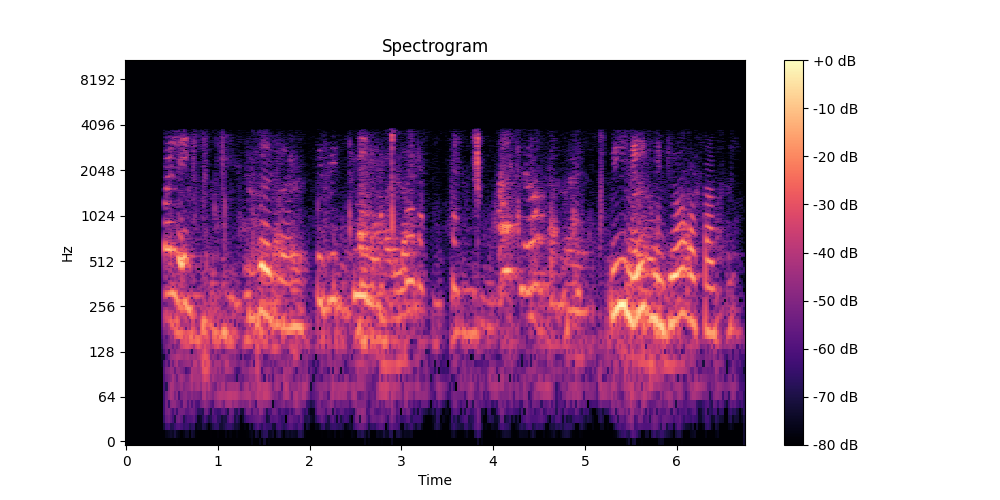 Spectrogram
Hz
8192
4096
2048
1024
512
256
128
64
0
0 1 2 3 4 5 6
Time
+0 dB
-10 dB
-20 dB
-30 dB
-40 dB
-50 dB
-60 dB
-70 dB
-80 dB